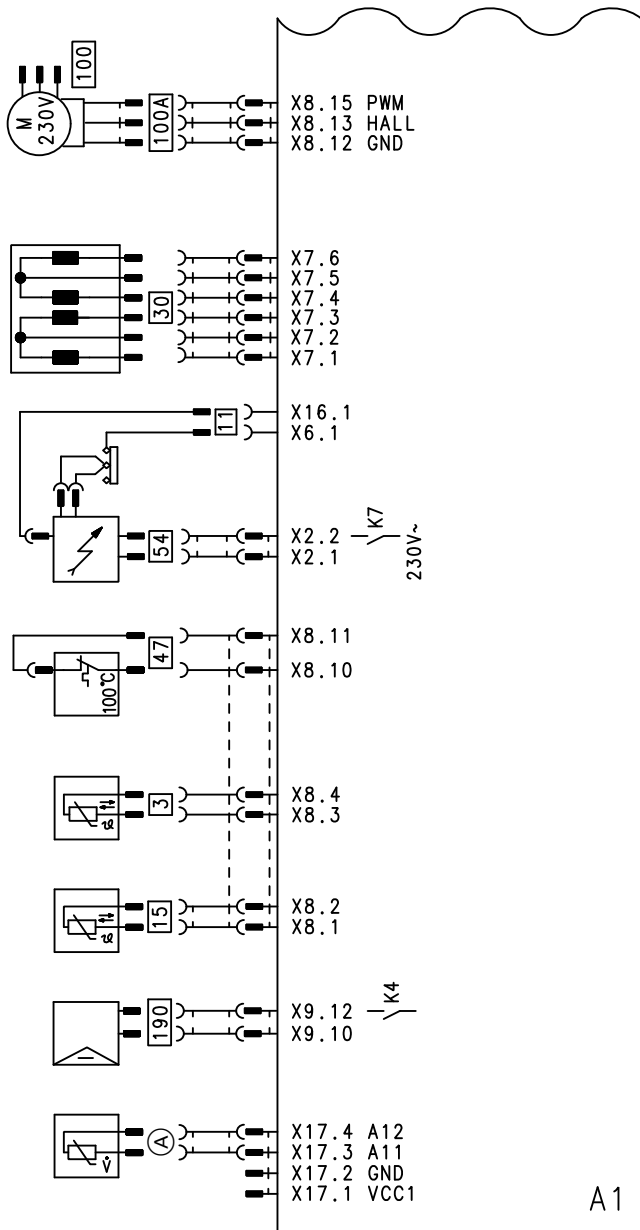 100
M
230V
100A
X8.15 PWM
X8.13 HALL
X8.12 GND
30
X7.6
X7.5
X7.4
X7.3
X7.2
X7.1
11
X16.1
X6.1
54
X2.2
X2.1
K7
230V~
47
100°C
X8.11
X8.10
3
ϑ
X8.4
X8.3
15
ϑ
X8.2
X8.1
190
X9.12
X9.10
K4
A
V̇
X17.4 A12
X17.3 A11
X17.2 GND
X17.1 VCC1
A1